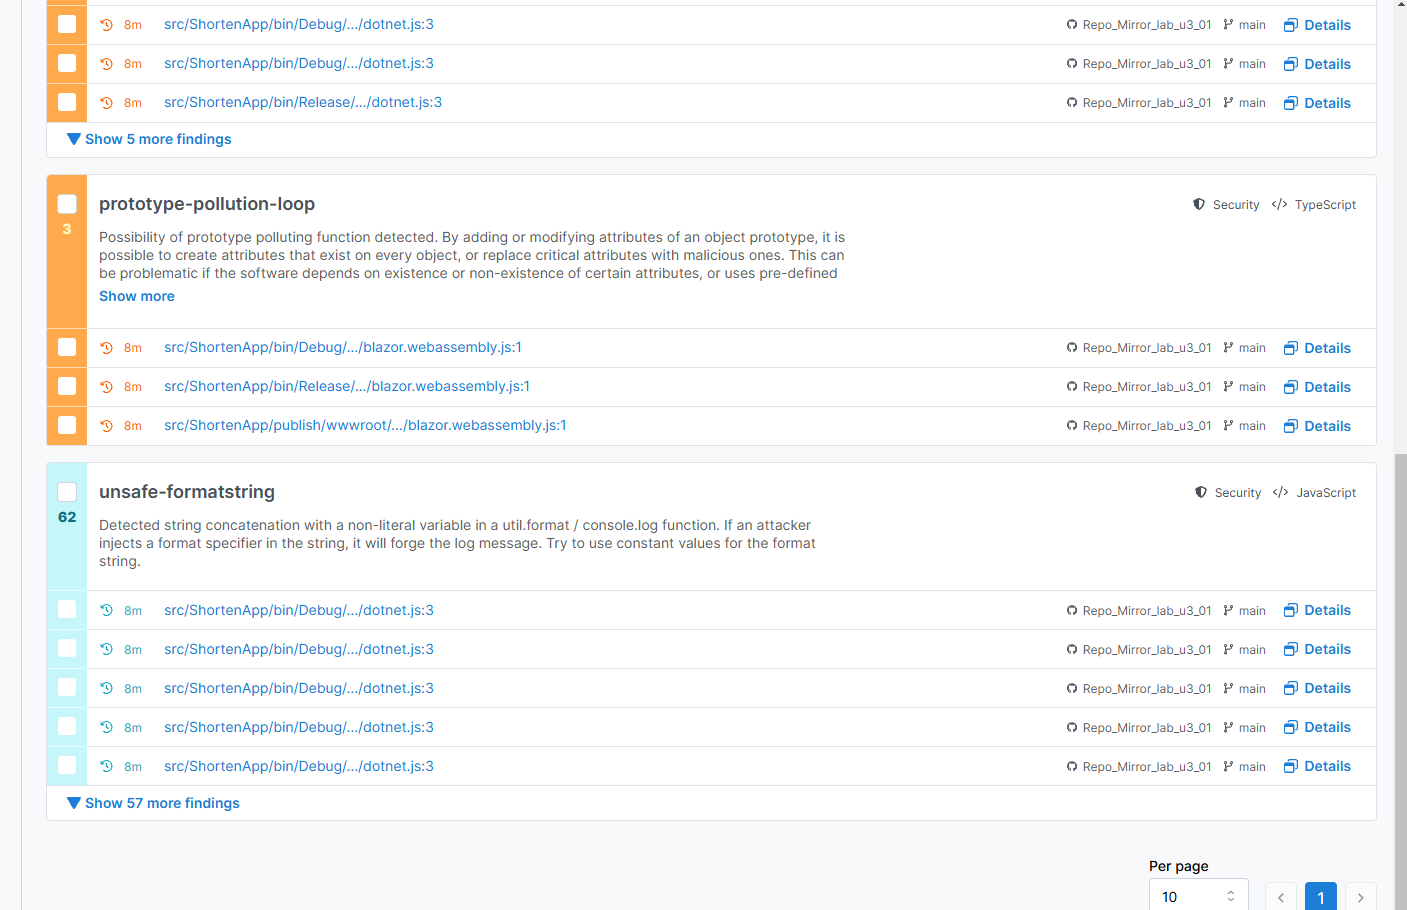 8m src/ShortenApp/bin/Debug/.../dotnet.js:3 Repo_Mirror_lab_u3_01 main Details
8m src/ShortenApp/bin/Debug/.../dotnet.js:3 Repo_Mirror_lab_u3_01 main Details
8m src/ShortenApp/bin/Release/.../dotnet.js:3 Repo_Mirror_lab_u3_01 main Details
Show 5 more findings
prototype-pollution-loop Security TypeScript
3
Possibility of prototype polluting function detected. By adding or modifying attributes of an object prototype, it is
possible to create attributes that exist on every object, or replace critical attributes with malicious ones. This can
be problematic if the software depends on existence or non-existence of certain attributes, or uses pre-defined
Show more
8m src/ShortenApp/bin/Debug/.../blazor.webassembly.js:1 Repo_Mirror_lab_u3_01 main Details
8m src/ShortenApp/bin/Release/.../blazor.webassembly.js:1 Repo_Mirror_lab_u3_01 main Details
8m src/ShortenApp/publish/wwwroot/.../blazor.webassembly.js:1 Repo_Mirror_lab_u3_01 main Details
unsafe-formatstring Security JavaScript
62
Detected string concatenation with a non-literal variable in a util.format / console.log function. If an attacker
injects a format specifier in the string, it will forge the log message. Try to use constant values for the format
string.
8m src/ShortenApp/bin/Debug/.../dotnet.js:3 Repo_Mirror_lab_u3_01 main Details
8m src/ShortenApp/bin/Debug/.../dotnet.js:3 Repo_Mirror_lab_u3_01 main Details
8m src/ShortenApp/bin/Debug/.../dotnet.js:3 Repo_Mirror_lab_u3_01 main Details
8m src/ShortenApp/bin/Debug/.../dotnet.js:3 Repo_Mirror_lab_u3_01 main Details
8m src/ShortenApp/bin/Debug/.../dotnet.js:3 Repo_Mirror_lab_u3_01 main Details
Show 57 more findings
Per page
10 1